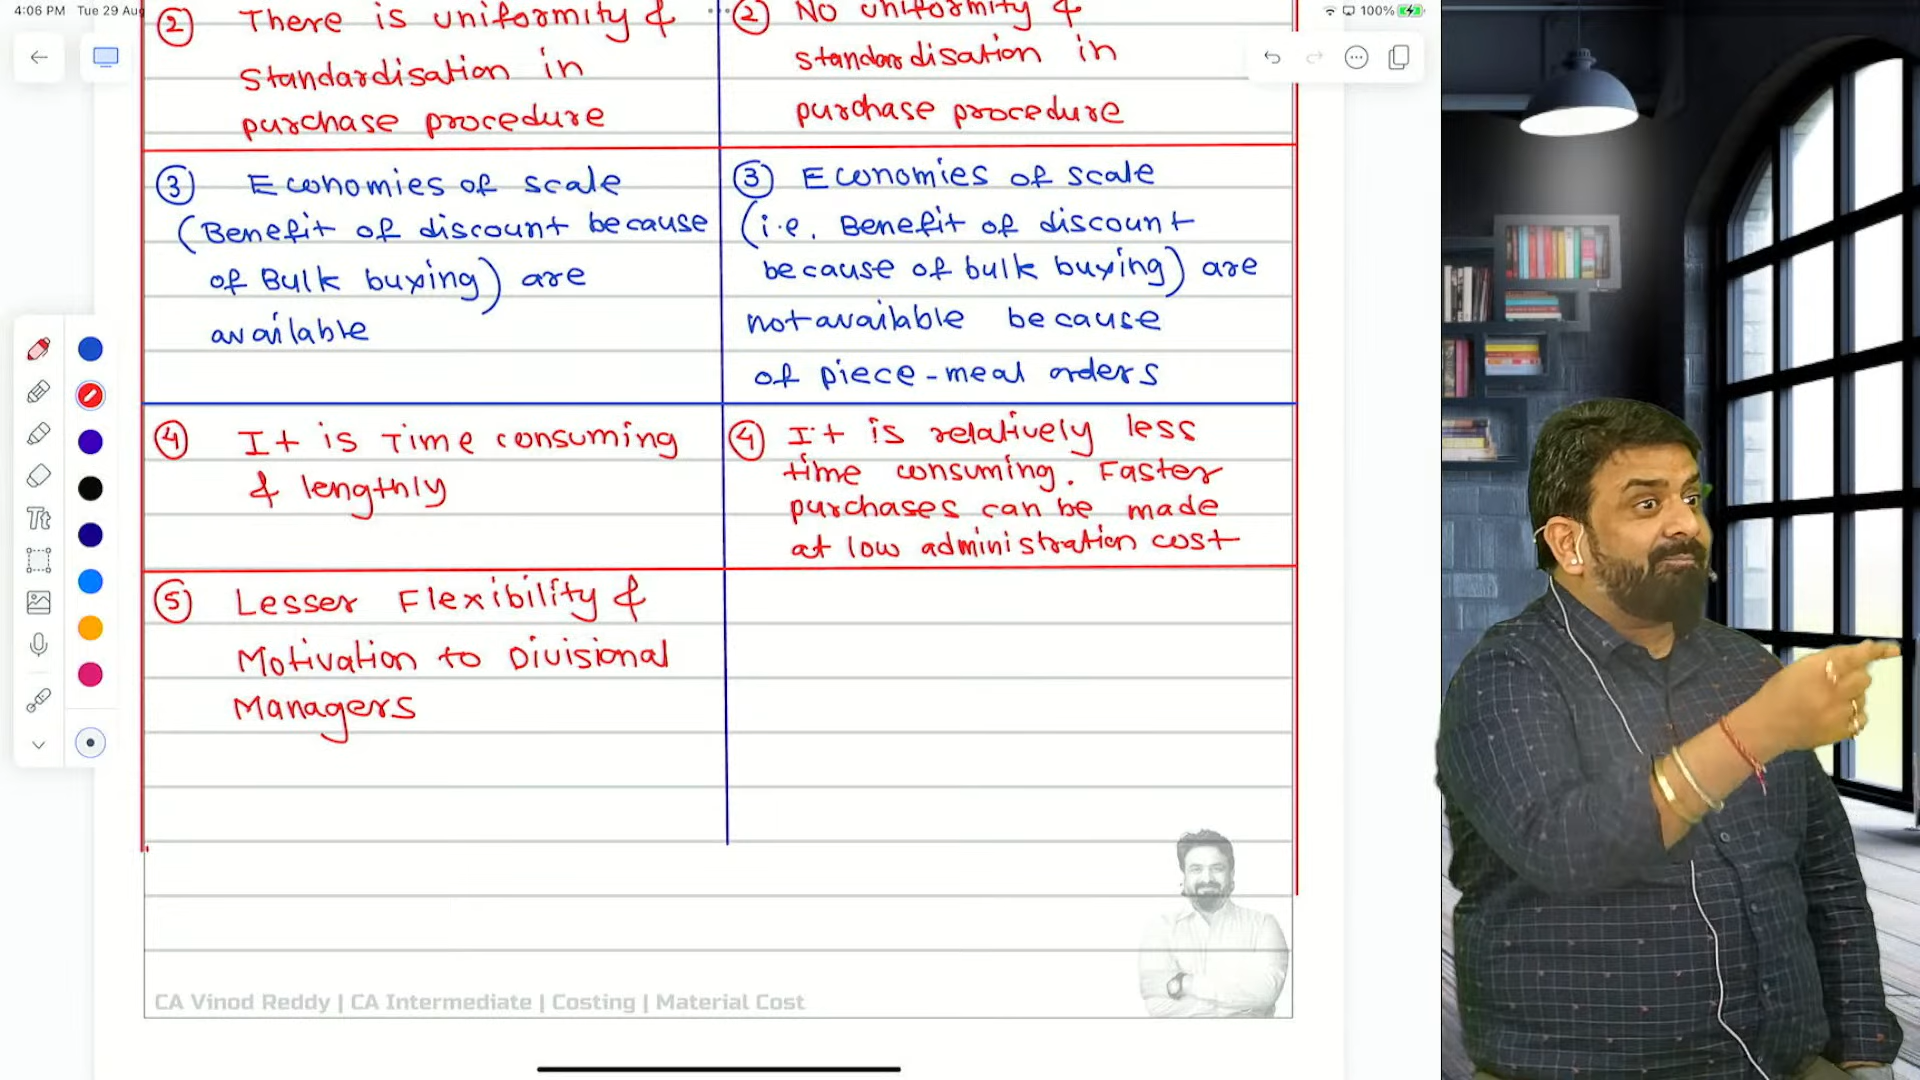 4:06 PM Tue 29 Aug
100%
② There is uniformity &
standardisation in
purchase procedure
② No uniformity &
standardisation in
purchase procedure
③ Economies of scale
(Benefit of discount because
of Bulk buying) are
available
③ Economies of scale
(i.e. Benefit of discount
because of bulk buying) are
not available because
of piece-meal orders
④ It is Time consuming
& lengthly
④ It is relatively less
time consuming. Faster
purchases can be made
at low administration cost
⑤ Lesser Flexibility &
Motivation to Divisional
Managers
Tt
CA Vinod Reddy | CA Intermediate | Costing | Material Cost